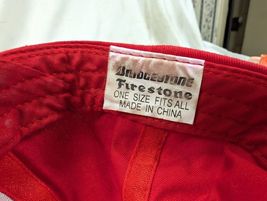 BRIDGESTONE
Firestone
ONE SIZE FITS ALL
MADE IN CHINA